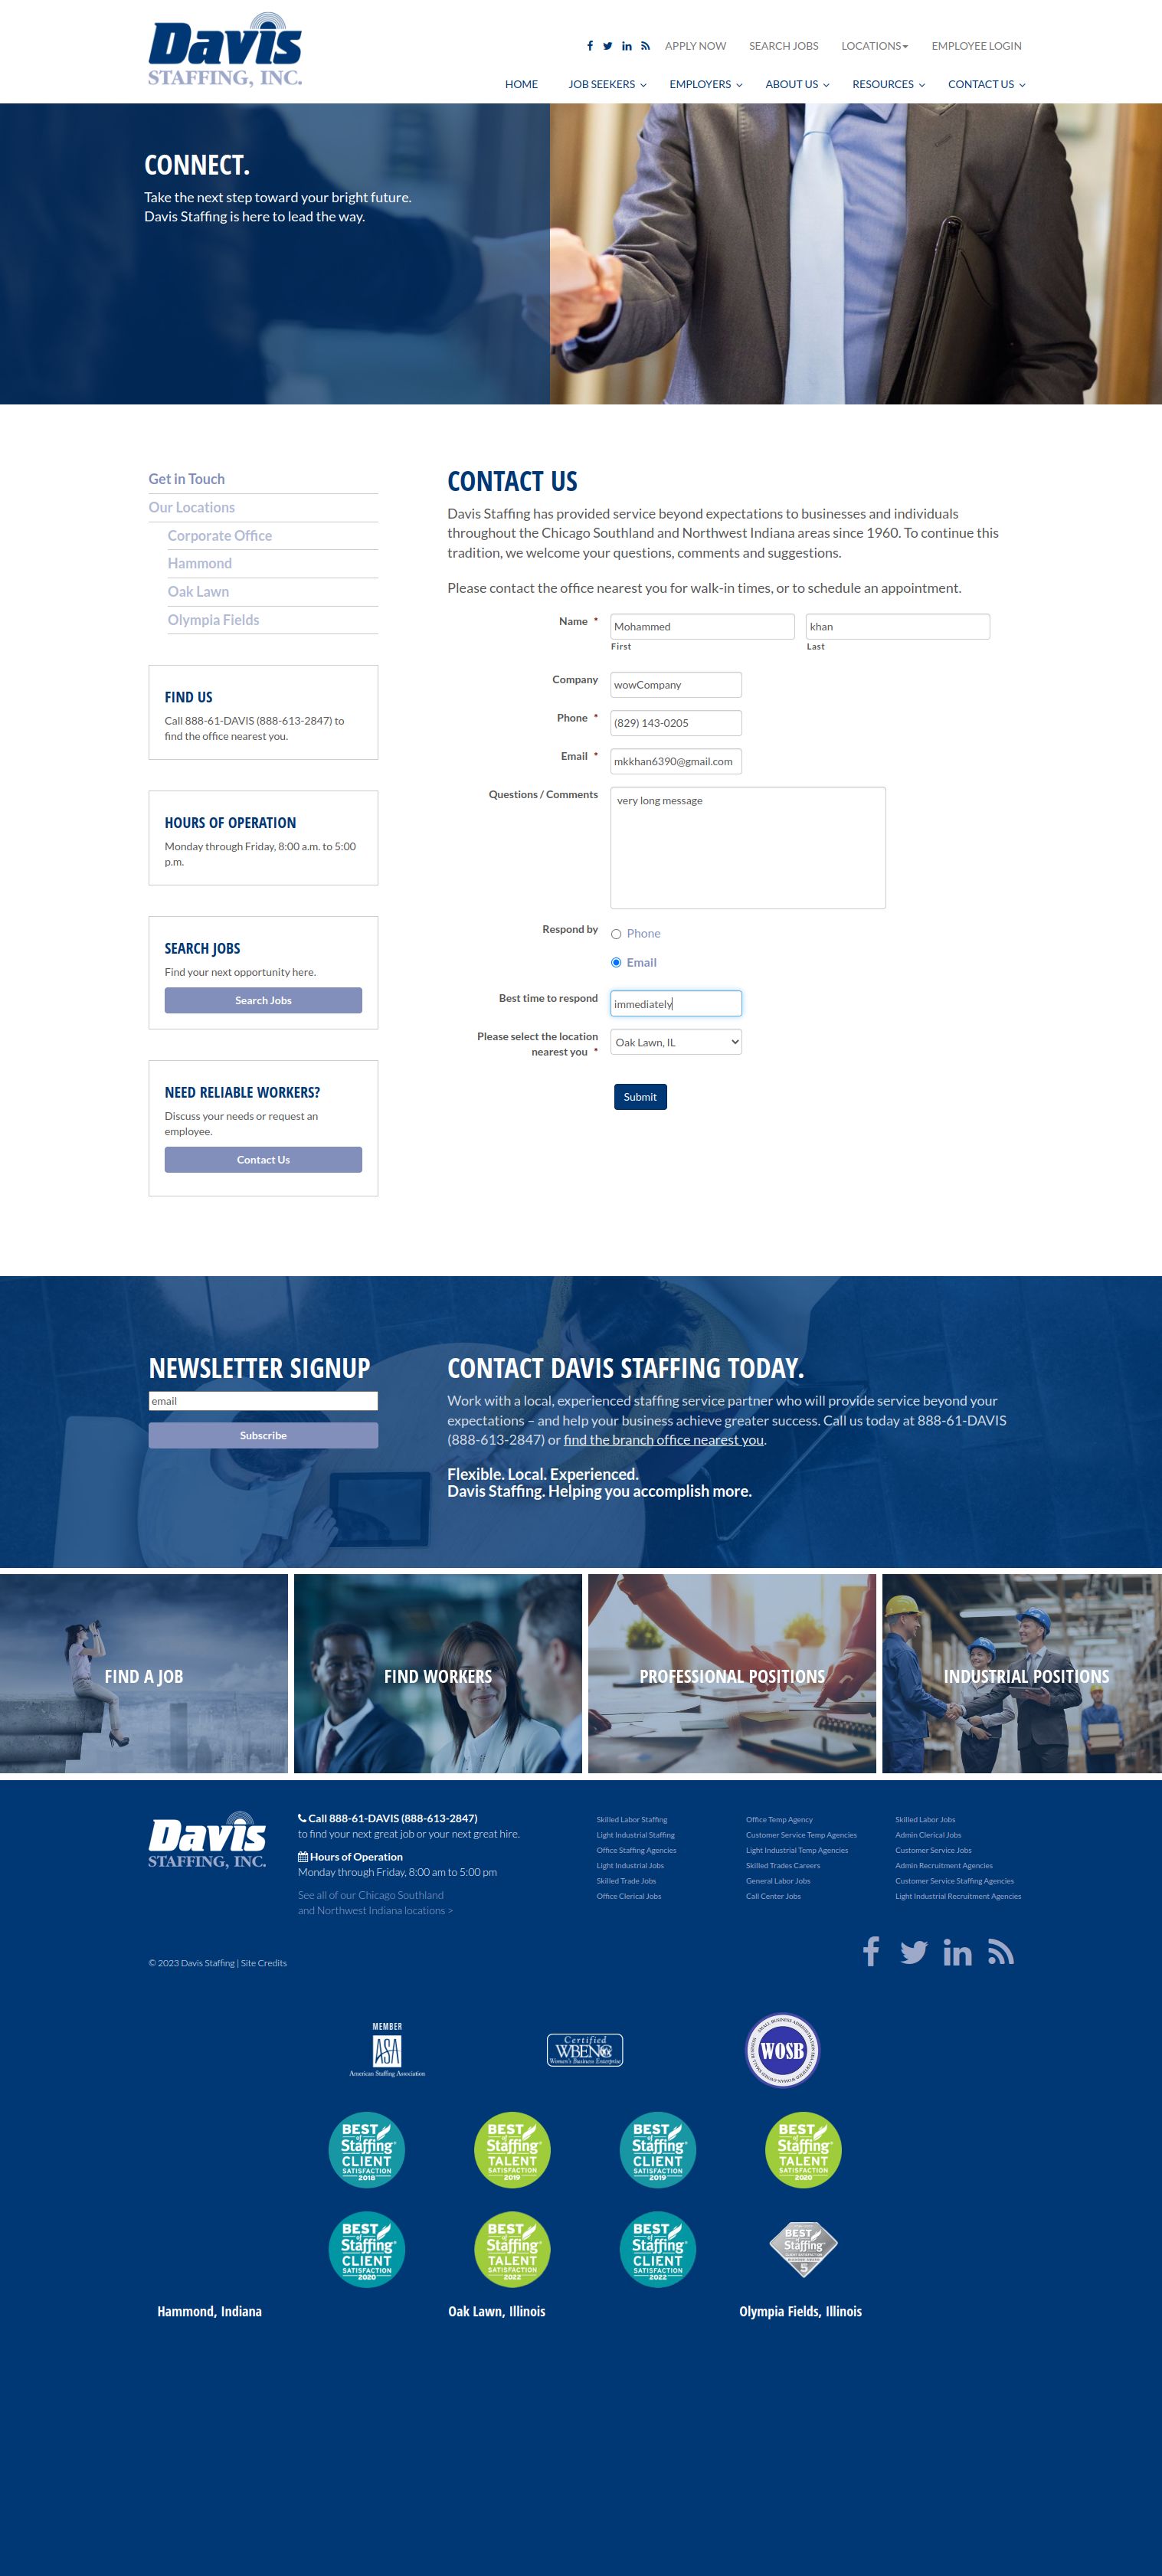 Davis
STAFFING, INC.
APPLY NOW SEARCH JOBS LOCATIONS EMPLOYEE LOGIN
HOME JOB SEEKERS EMPLOYERS ABOUT US RESOURCES CONTACT US
CONNECT.
Take the next step toward your bright future.
Davis Staffing is here to lead the way.
Get in Touch
Our Locations
Corporate Office
Hammond
Oak Lawn
Olympia Fields
FIND US
Call 888-61-DAVIS (888-613-2847) to
find the office nearest you.
HOURS OF OPERATION
Monday through Friday, 8:00 a.m. to 5:00
p.m.
SEARCH JOBS
Find your next opportunity here.
Search Jobs
NEED RELIABLE WORKERS?
Discuss your needs or request an
employee.
Contact Us
CONTACT US
Davis Staffing has provided service beyond expectations to businesses and individuals
throughout the Chicago Southland and Northwest Indiana areas since 1960. To continue this
tradition, we welcome your questions, comments and suggestions.
Please contact the office nearest you for walk-in times, or to schedule an appointment.
Name * Mohammed khan
First Last
Company wowCompany
Phone * (829) 143-0205
Email * mkkhan6390@gmail.com
Questions / Comments very long message
Respond by Phone
Email
Best time to respond immediately
Please select the location
nearest you * Oak Lawn, IL
Submit
NEWSLETTER SIGNUP
email
Subscribe
CONTACT DAVIS STAFFING TODAY.
Work with a local, experienced staffing service partner who will provide service beyond your
expectations – and help your business achieve greater success. Call us today at 888-61-DAVIS
(888-613-2847) or find the branch office nearest you.
Flexible. Local. Experienced.
Davis Staffing. Helping you accomplish more.
FIND A JOB
FIND WORKERS
PROFESSIONAL POSITIONS
INDUSTRIAL POSITIONS
Davis
STAFFING, INC.
Call 888-61-DAVIS (888-613-2847)
to find your next great job or your next great hire.
Hours of Operation
Monday through Friday, 8:00 am to 5:00 pm
See all of our Chicago Southland
and Northwest Indiana locations >
Skilled Labor Staffing
Light Industrial Staffing
Office Staffing Agencies
Light Industrial Jobs
Skilled Trade Jobs
Office Clerical Jobs
Office Temp Agency
Customer Service Temp Agencies
Light Industrial Temp Agencies
Skilled Trades Careers
General Labor Jobs
Call Center Jobs
Skilled Labor Jobs
Admin Clerical Jobs
Customer Service Jobs
Admin Recruitment Agencies
Customer Service Staffing Agencies
Light Industrial Recruitment Agencies
© 2023 Davis Staffing | Site Credits
MEMBER
ASA
American Staffing Association
Certified
WBENC
Women's Business Enterprise
WOSB
BEST of Staffing CLIENT SATISFACTION 2018
BEST of Staffing TALENT SATISFACTION 2019
BEST of Staffing CLIENT SATISFACTION 2019
BEST of Staffing TALENT SATISFACTION 2020
BEST of Staffing CLIENT SATISFACTION 2020
BEST of Staffing TALENT SATISFACTION 2022
BEST of Staffing CLIENT SATISFACTION 2022
BEST of Staffing 5
Hammond, Indiana
Oak Lawn, Illinois
Olympia Fields, Illinois